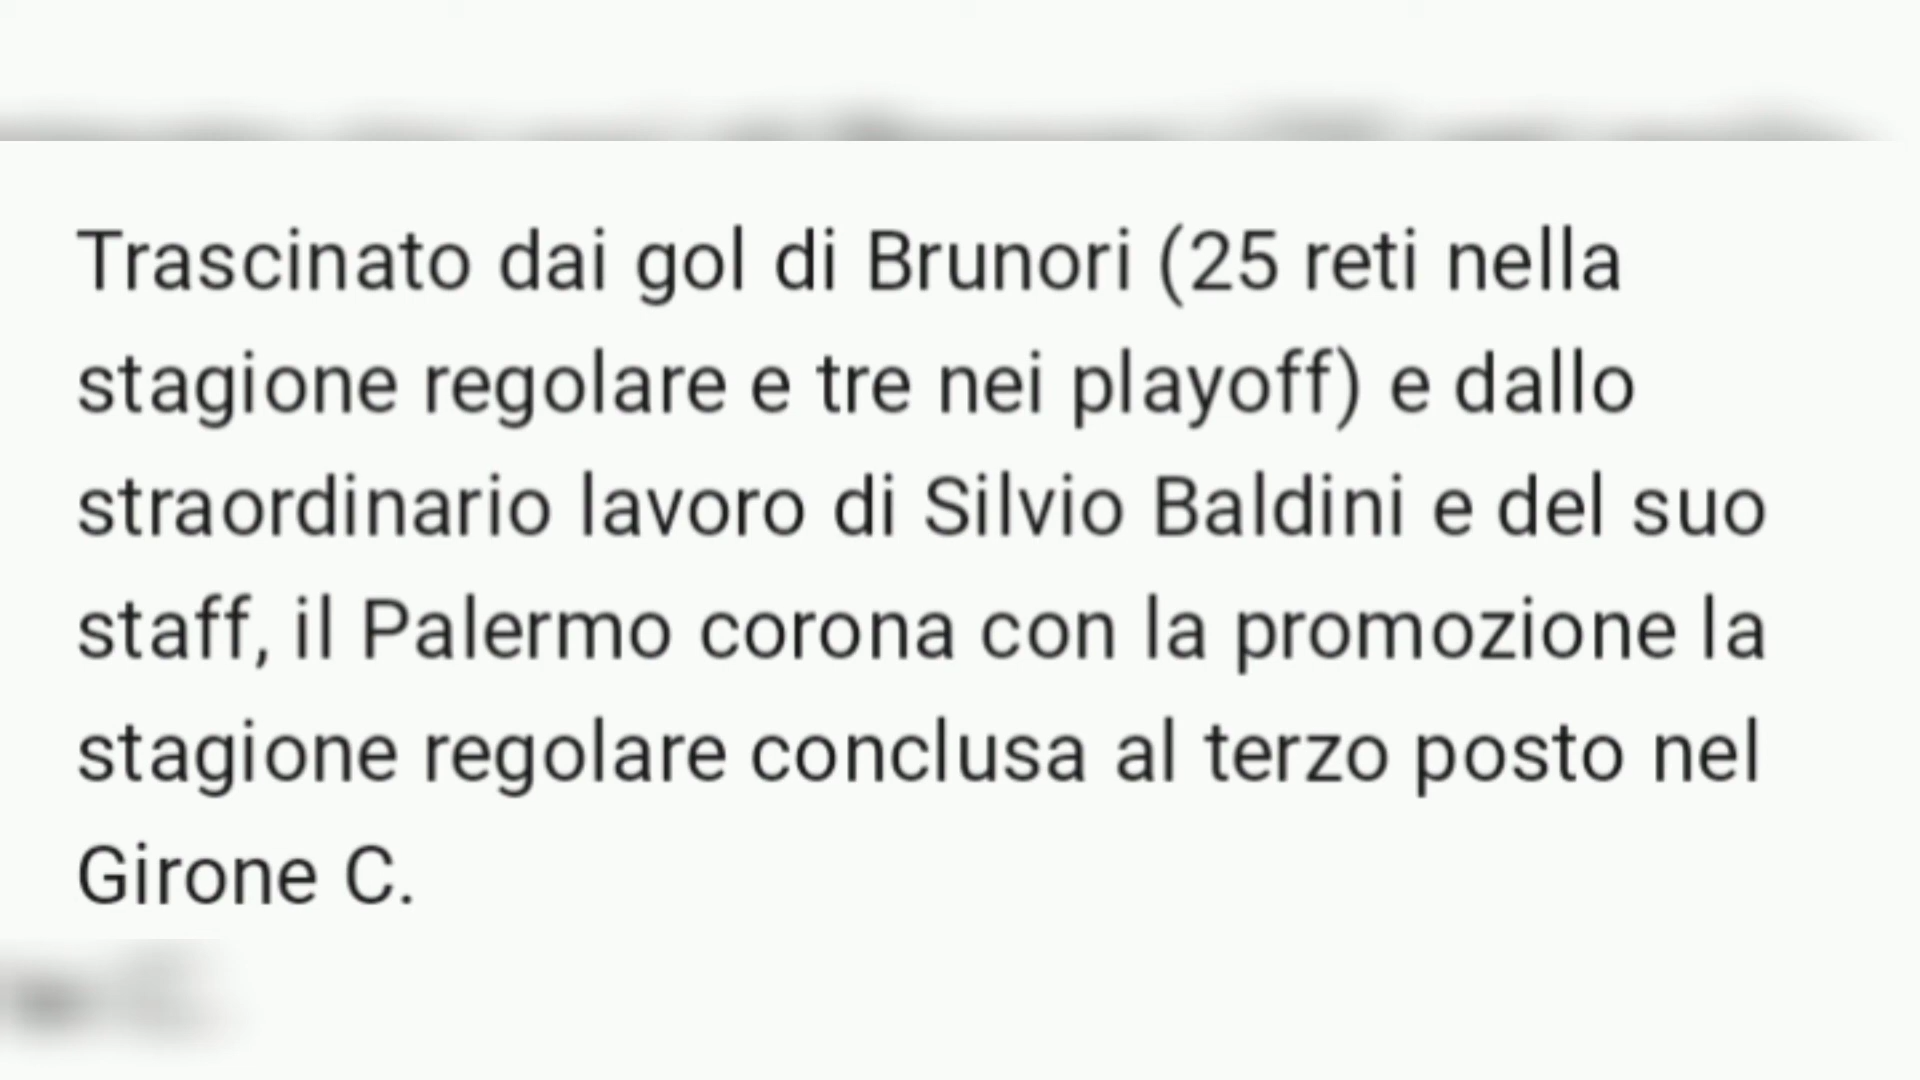 Trascinato dai gol di Brunori (25 reti nella
stagione regolare e tre nei playoff) e dallo
straordinario lavoro di Silvio Baldini e del suo
staff, il Palermo corona con la promozione la
stagione regolare conclusa al terzo posto nel
Girone C.